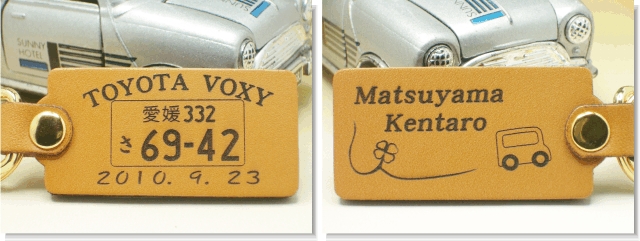 SUNNY
HOTEL
TOYOTA VOXY
愛媛332
さ 69-42
2010. 9. 23
Matsuyama
Kentaro